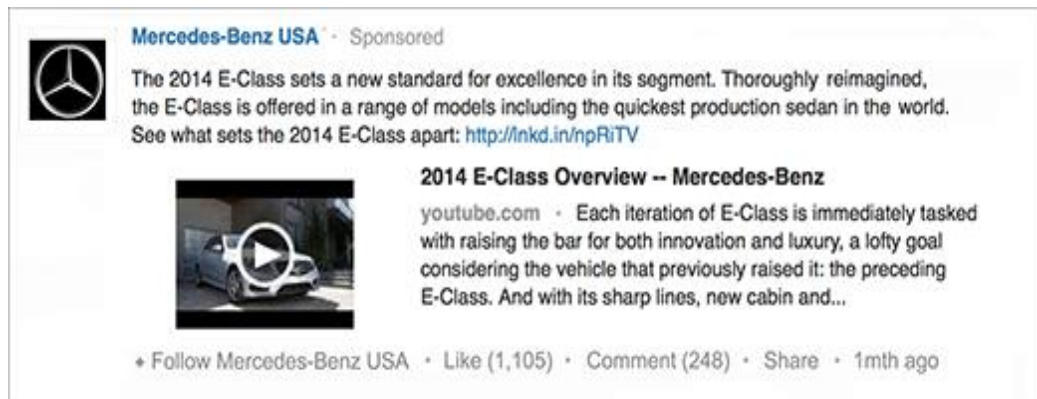 Mercedes-Benz USA · Sponsored
The 2014 E-Class sets a new standard for excellence in its segment. Thoroughly reimagined,
the E-Class is offered in a range of models including the quickest production sedan in the world.
See what sets the 2014 E-Class apart: http://lnkd.in/npRiTV
2014 E-Class Overview -- Mercedes-Benz
youtube.com · Each iteration of E-Class is immediately tasked
with raising the bar for both innovation and luxury, a lofty goal
considering the vehicle that previously raised it: the preceding
E-Class. And with its sharp lines, new cabin and...
+ Follow Mercedes-Benz USA · Like (1,105) · Comment (248) · Share · 1mth ago